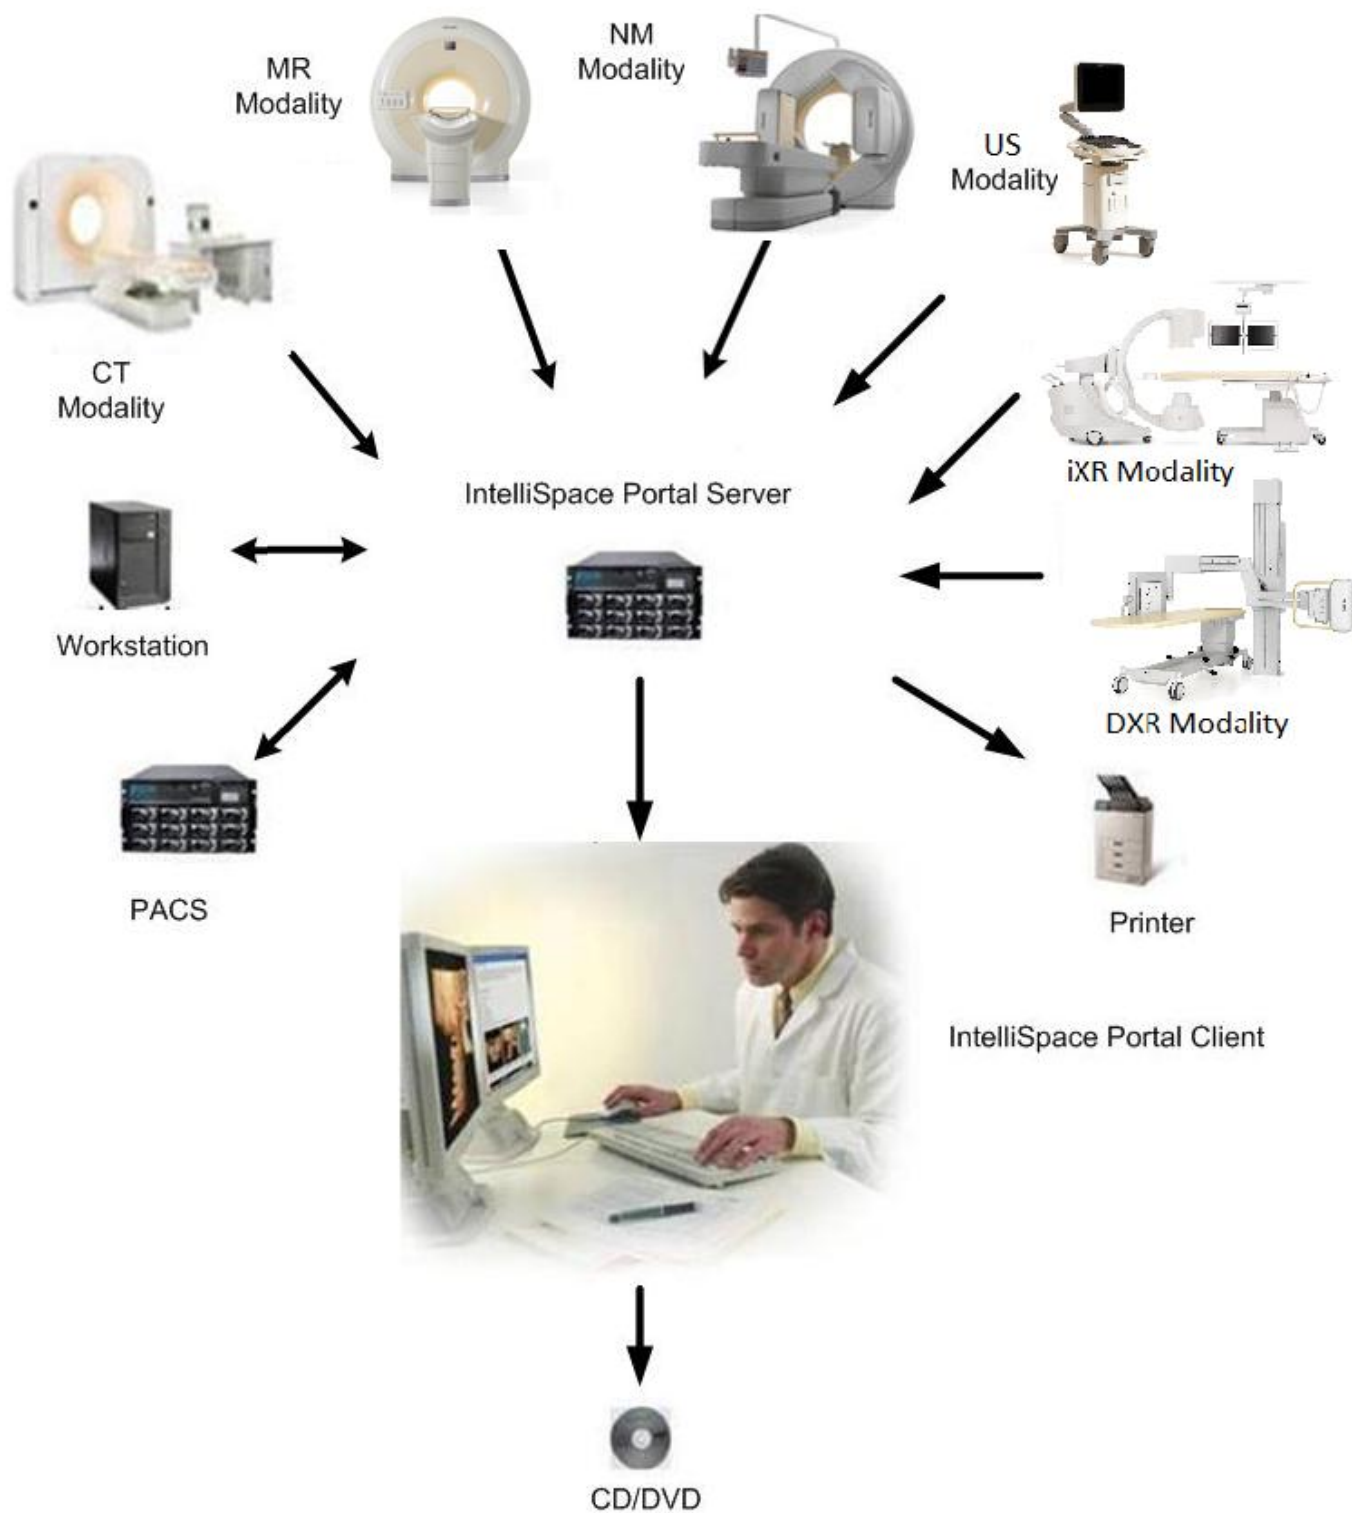 NM
Modality
MR
Modality
US
Modality
CT
Modality
iXR Modality
IntelliSpace Portal Server
Workstation
DXR Modality
PACS
Printer
IntelliSpace Portal Client
CD/DVD